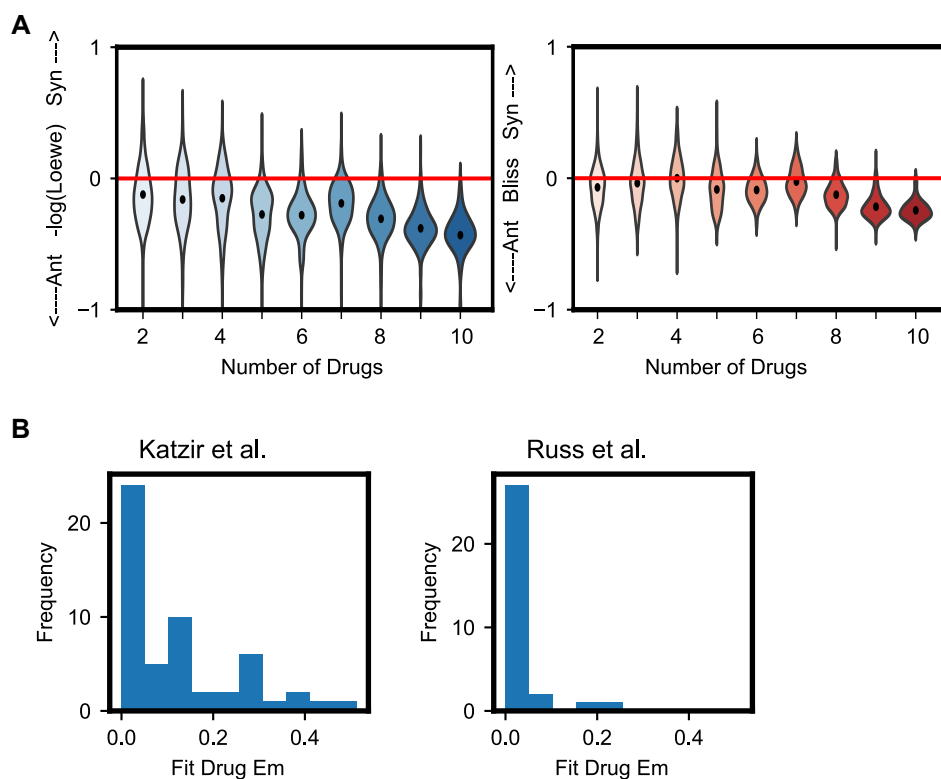 A
<----Ant   -log(Loewe)   Syn --->
1
0
−1
2
4
6
8
10
Number of Drugs
<----Ant  Bliss  Syn --->
1
0
−1
2
4
6
8
10
Number of Drugs
B
Katzir et al.
Frequency
20
10
0
0.0
0.2
0.4
Fit Drug Em
Russ et al.
Frequency
20
10
0
0.0
0.2
0.4
Fit Drug Em